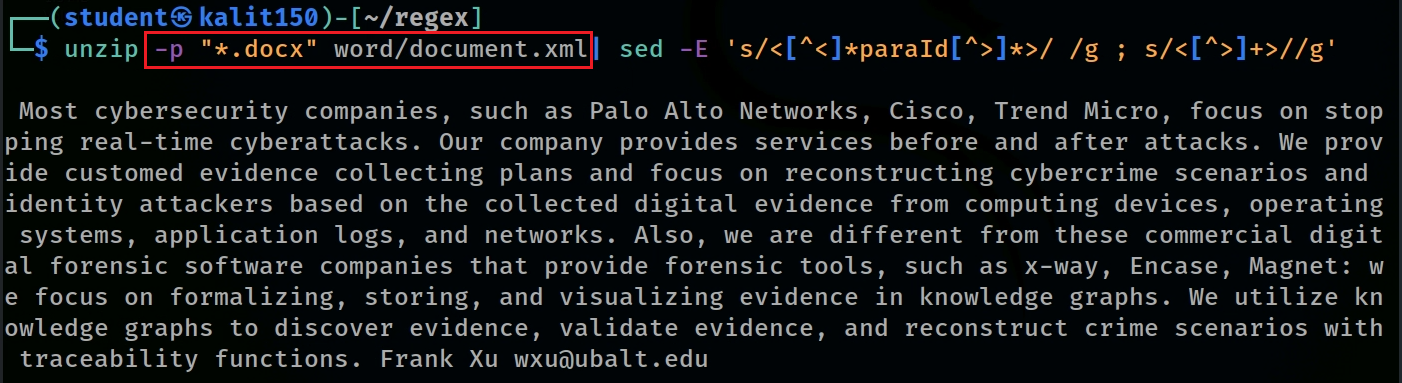 ┌──(student㉿kalit150)-[~/regex]
└─$ unzip -p "*.docx" word/document.xml| sed -E 's/<[^<]*paraId[^>]*>/ /g ; s/<[^>]+>//g'
 Most cybersecurity companies, such as Palo Alto Networks, Cisco, Trend Micro, focus on stop
ping real-time cyberattacks. Our company provides services before and after attacks. We prov
ide customed evidence collecting plans and focus on reconstructing cybercrime scenarios and
identity attackers based on the collected digital evidence from computing devices, operating
 systems, application logs, and networks. Also, we are different from these commercial digit
al forensic software companies that provide forensic tools, such as x-way, Encase, Magnet: w
e focus on formalizing, storing, and visualizing evidence in knowledge graphs. We utilize kn
owledge graphs to discover evidence, validate evidence, and reconstruct crime scenarios with
 traceability functions. Frank Xu wxu@ubalt.edu